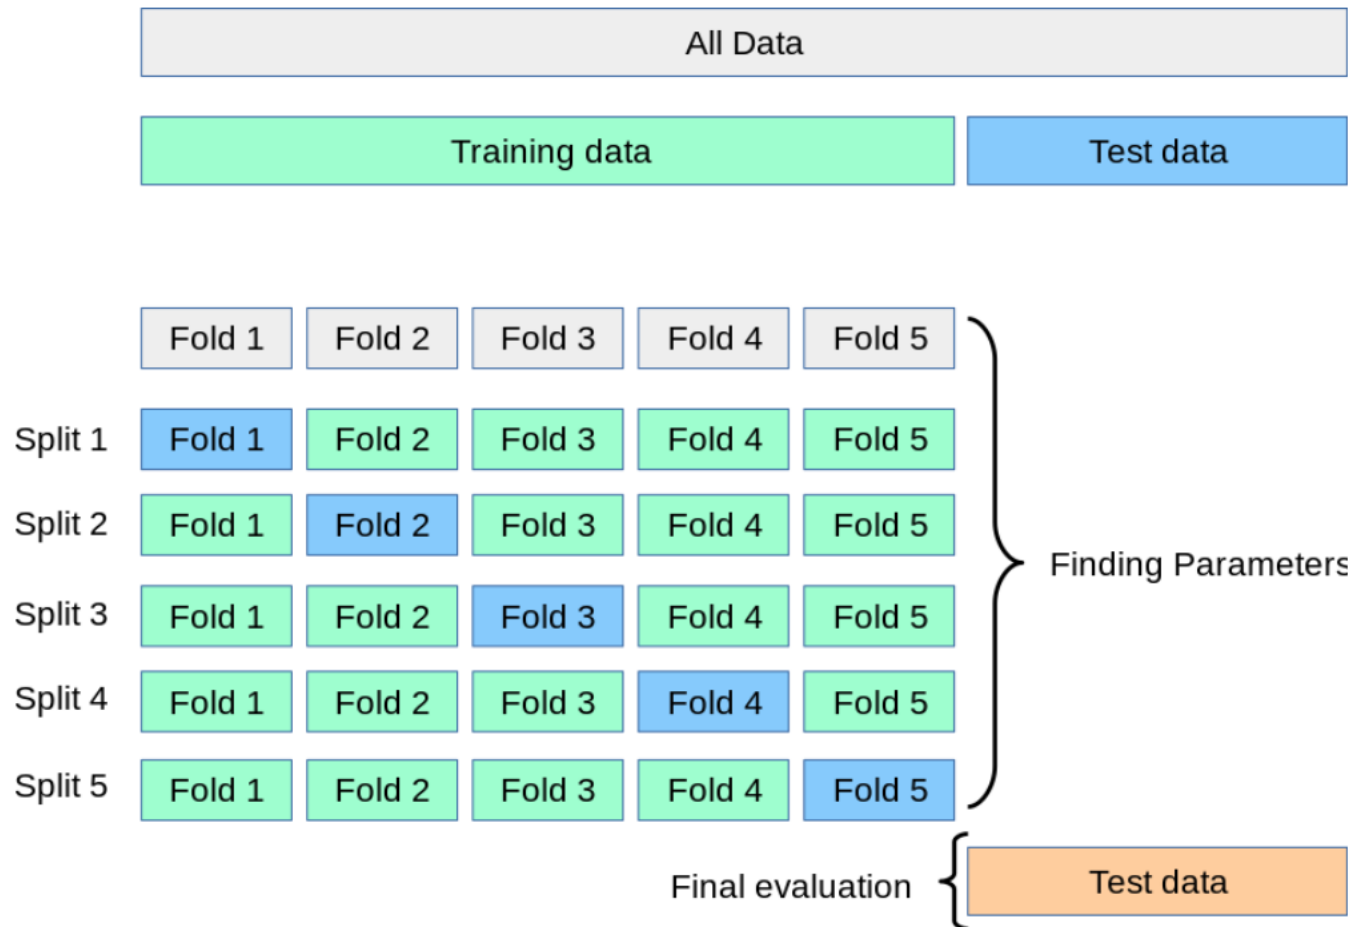 All Data
Training data Test data
Fold 1 Fold 2 Fold 3 Fold 4 Fold 5
Split 1 Fold 1 Fold 2 Fold 3 Fold 4 Fold 5
Split 2 Fold 1 Fold 2 Fold 3 Fold 4 Fold 5
Finding Parameters
Split 3 Fold 1 Fold 2 Fold 3 Fold 4 Fold 5
Split 4 Fold 1 Fold 2 Fold 3 Fold 4 Fold 5
Split 5 Fold 1 Fold 2 Fold 3 Fold 4 Fold 5
Final evaluation Test data